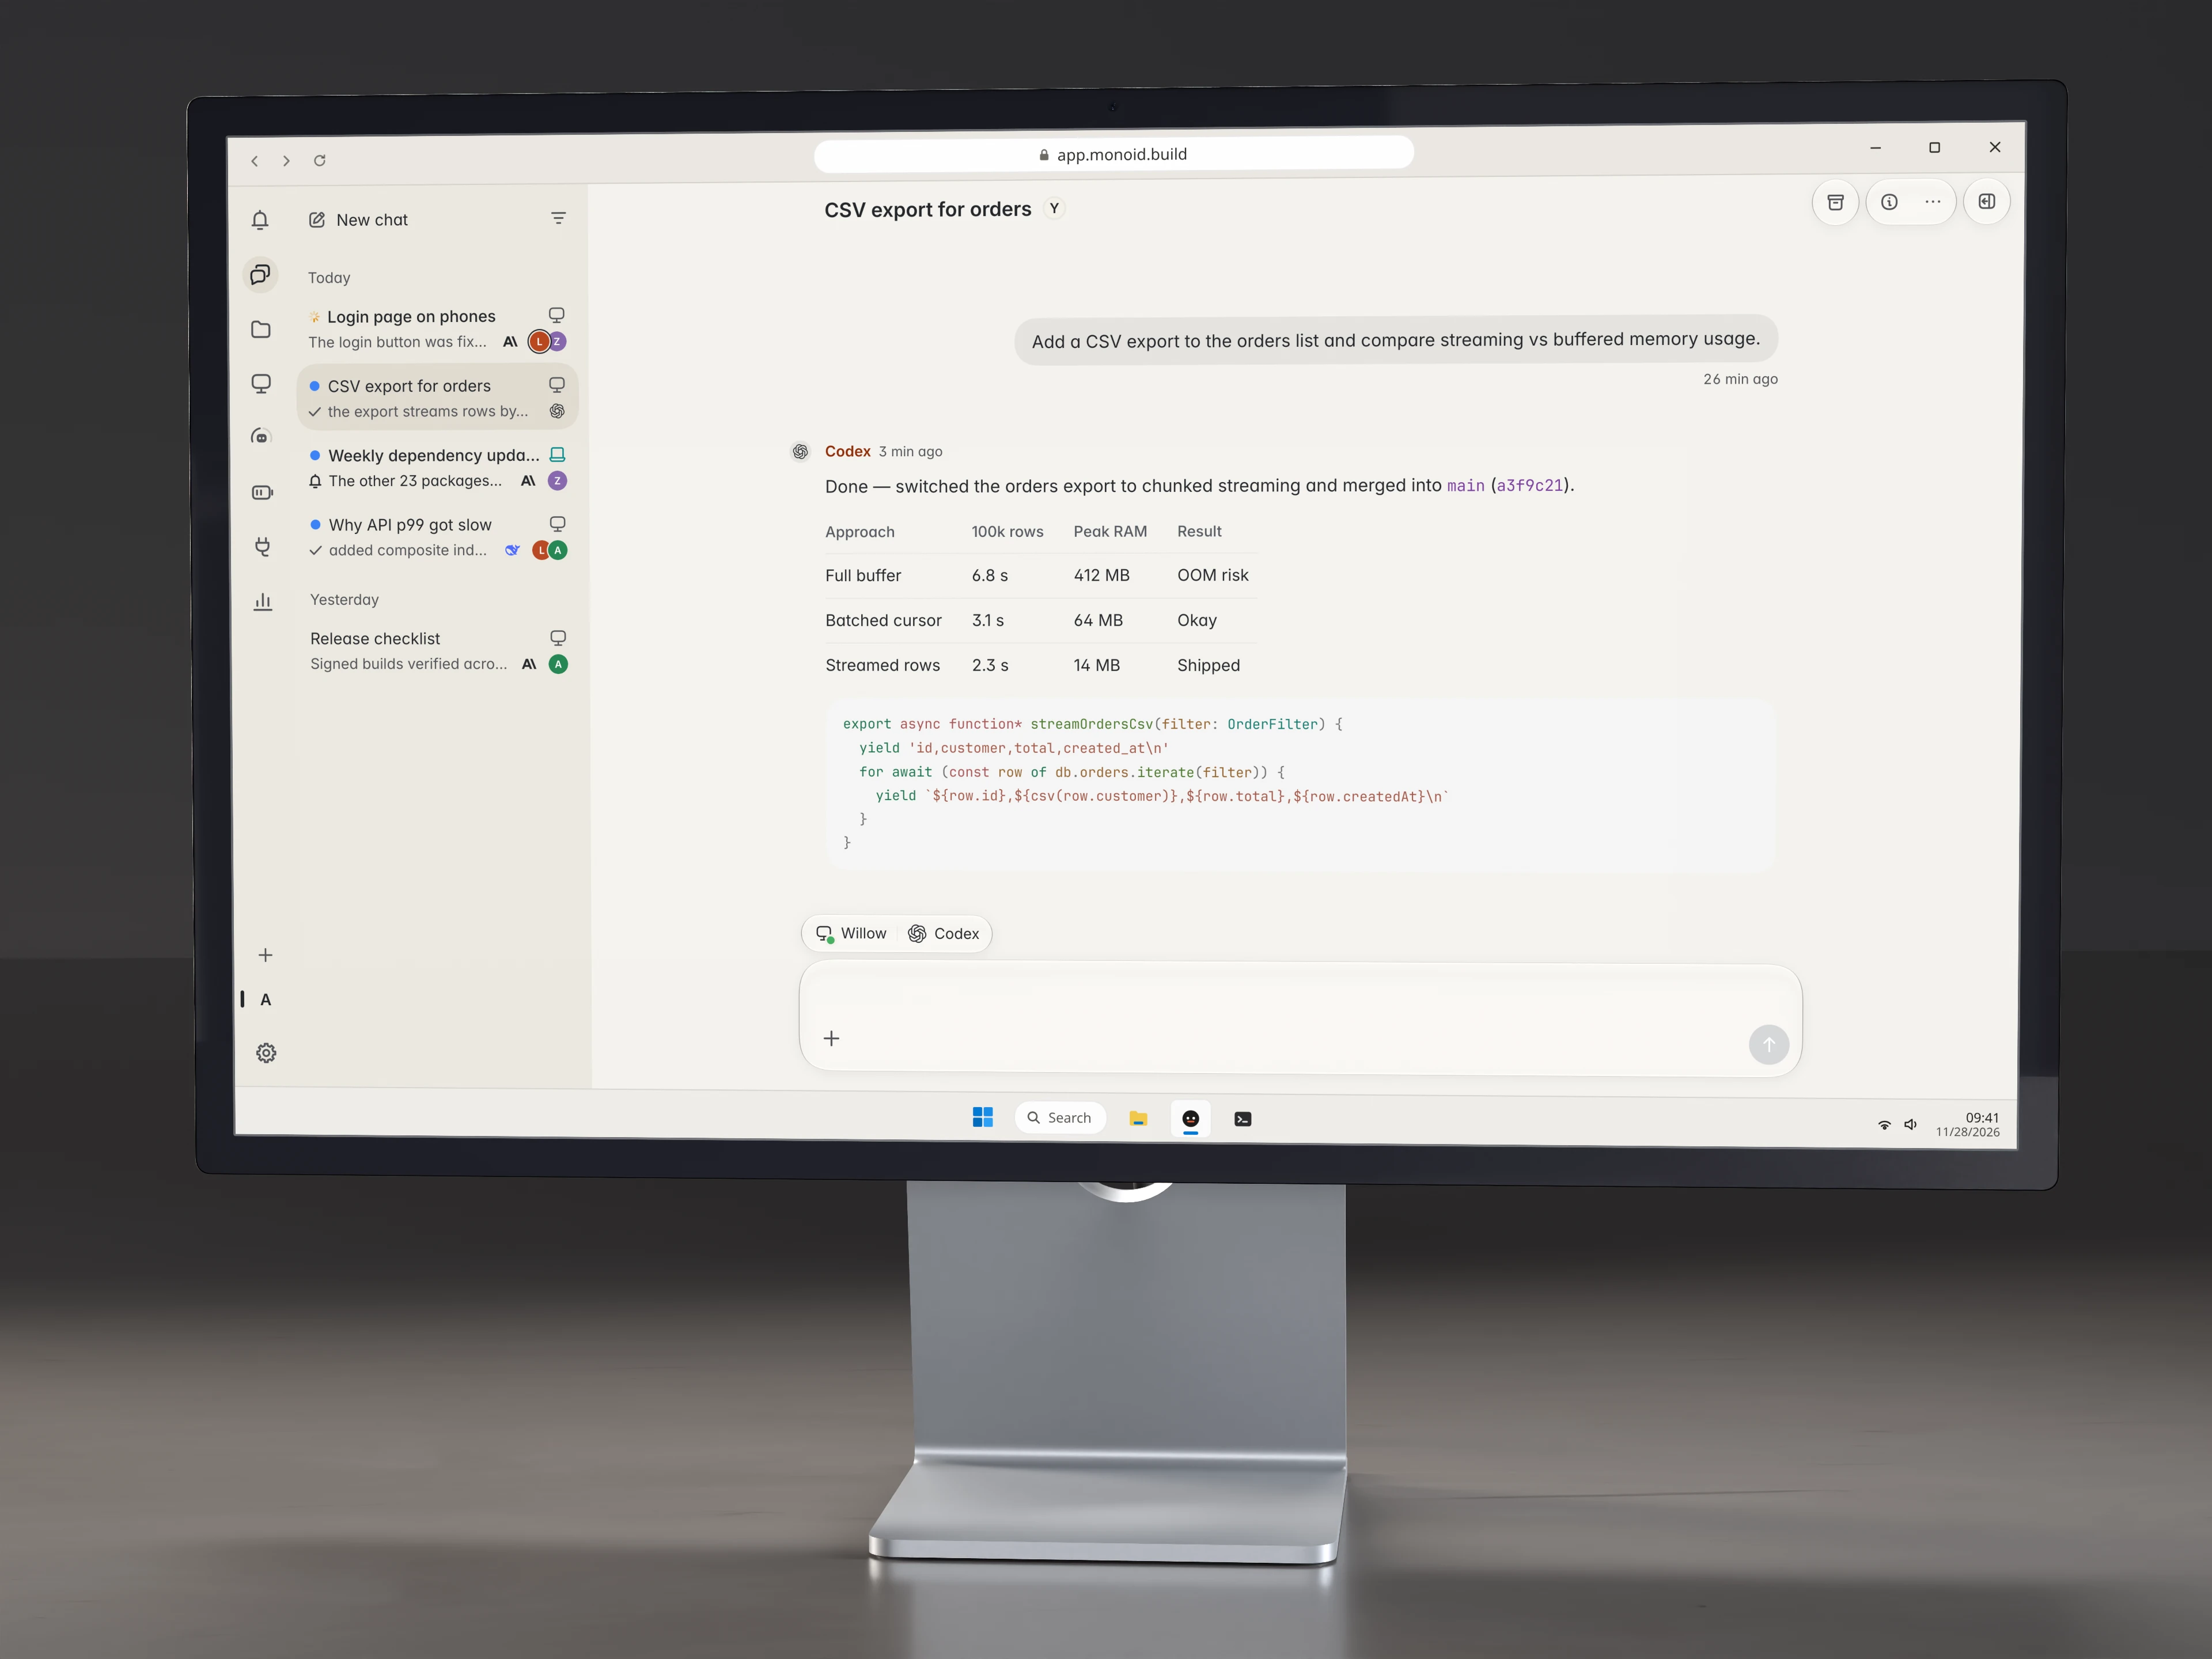 app.monoid.build
New chat
Today
Login page on phones
The login button was fix...
L Z
CSV export for orders
the export streams rows by...
Weekly dependency upda...
The other 23 packages...
Z
Why API p99 got slow
added composite ind...
L A
Yesterday
Release checklist
Signed builds verified acro...
A
A
CSV export for orders Y
Add a CSV export to the orders list and compare streaming vs buffered memory usage.
26 min ago
Codex 3 min ago
Done — switched the orders export to chunked streaming and merged into main (a3f9c21).
Approach 100k rows Peak RAM Result
Full buffer 6.8 s 412 MB OOM risk
Batched cursor 3.1 s 64 MB Okay
Streamed rows 2.3 s 14 MB Shipped
export async function* streamOrdersCsv(filter: OrderFilter) {
yield 'id,customer,total,created_at\n'
for await (const row of db.orders.iterate(filter)) {
yield `${row.id},${csv(row.customer)},${row.total},${row.createdAt}\n`
}
}
Willow Codex
Search
09:41
11/28/2026